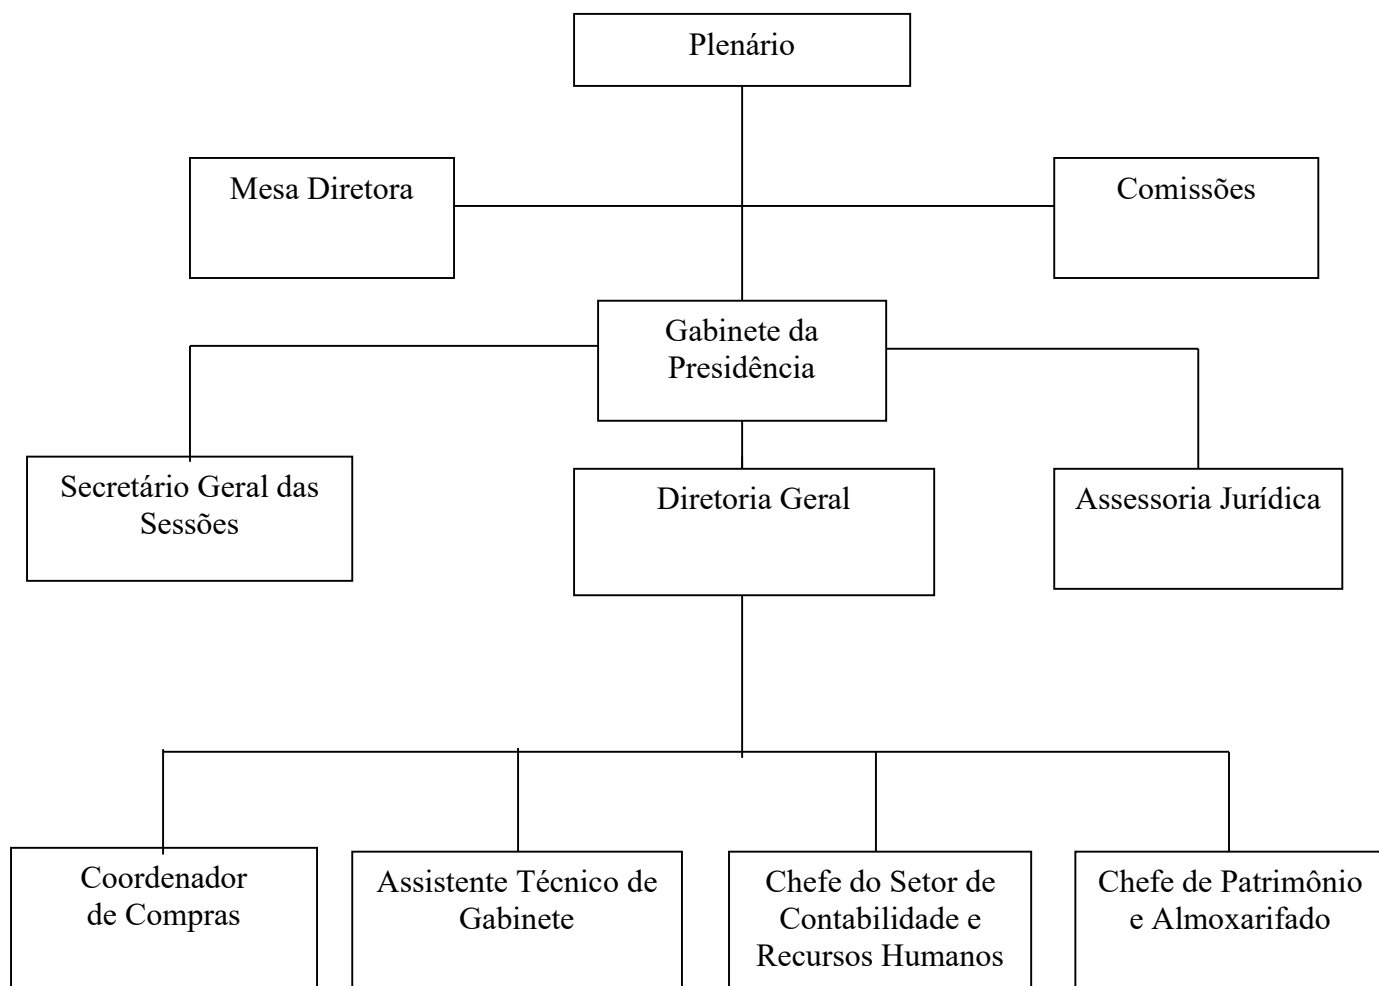 Plenário
Mesa Diretora
Comissões
Gabinete da
Presidência
Secretário Geral das
Sessões
Diretoria Geral
Assessoria Jurídica
Coordenador
de Compras
Assistente Técnico de
Gabinete
Chefe do Setor de
Contabilidade e
Recursos Humanos
Chefe de Patrimônio
e Almoxarifado